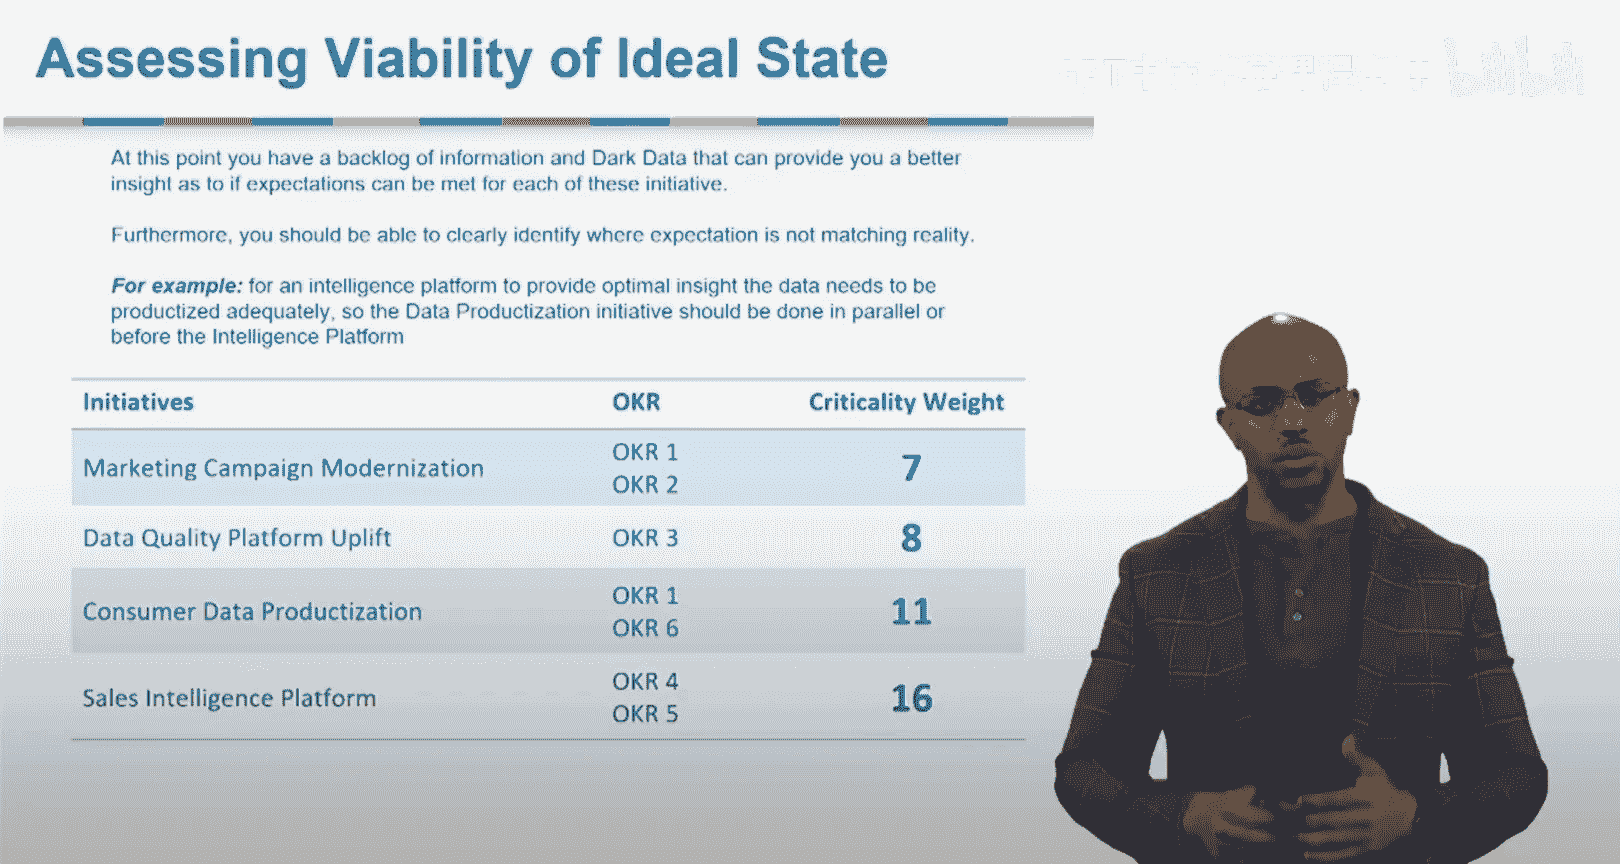 Assessing Viability of Ideal State
At this point you have a backlog of information and Dark Data that can provide you a better
insight as to if expectations can be met for each of these initiative.
Furthermore, you should be able to clearly identify where expectation is not matching reality.
For example: for an intelligence platform to provide optimal insight the data needs to be
productized adequately, so the Data Productization initiative should be done in parallel or
before the Intelligence Platform
Initiatives OKR Criticality Weight
Marketing Campaign Modernization OKR 1 7
OKR 2
Data Quality Platform Uplift OKR 3 8
Consumer Data Productization OKR 1 11
OKR 6
Sales Intelligence Platform OKR 4 16
OKR 5